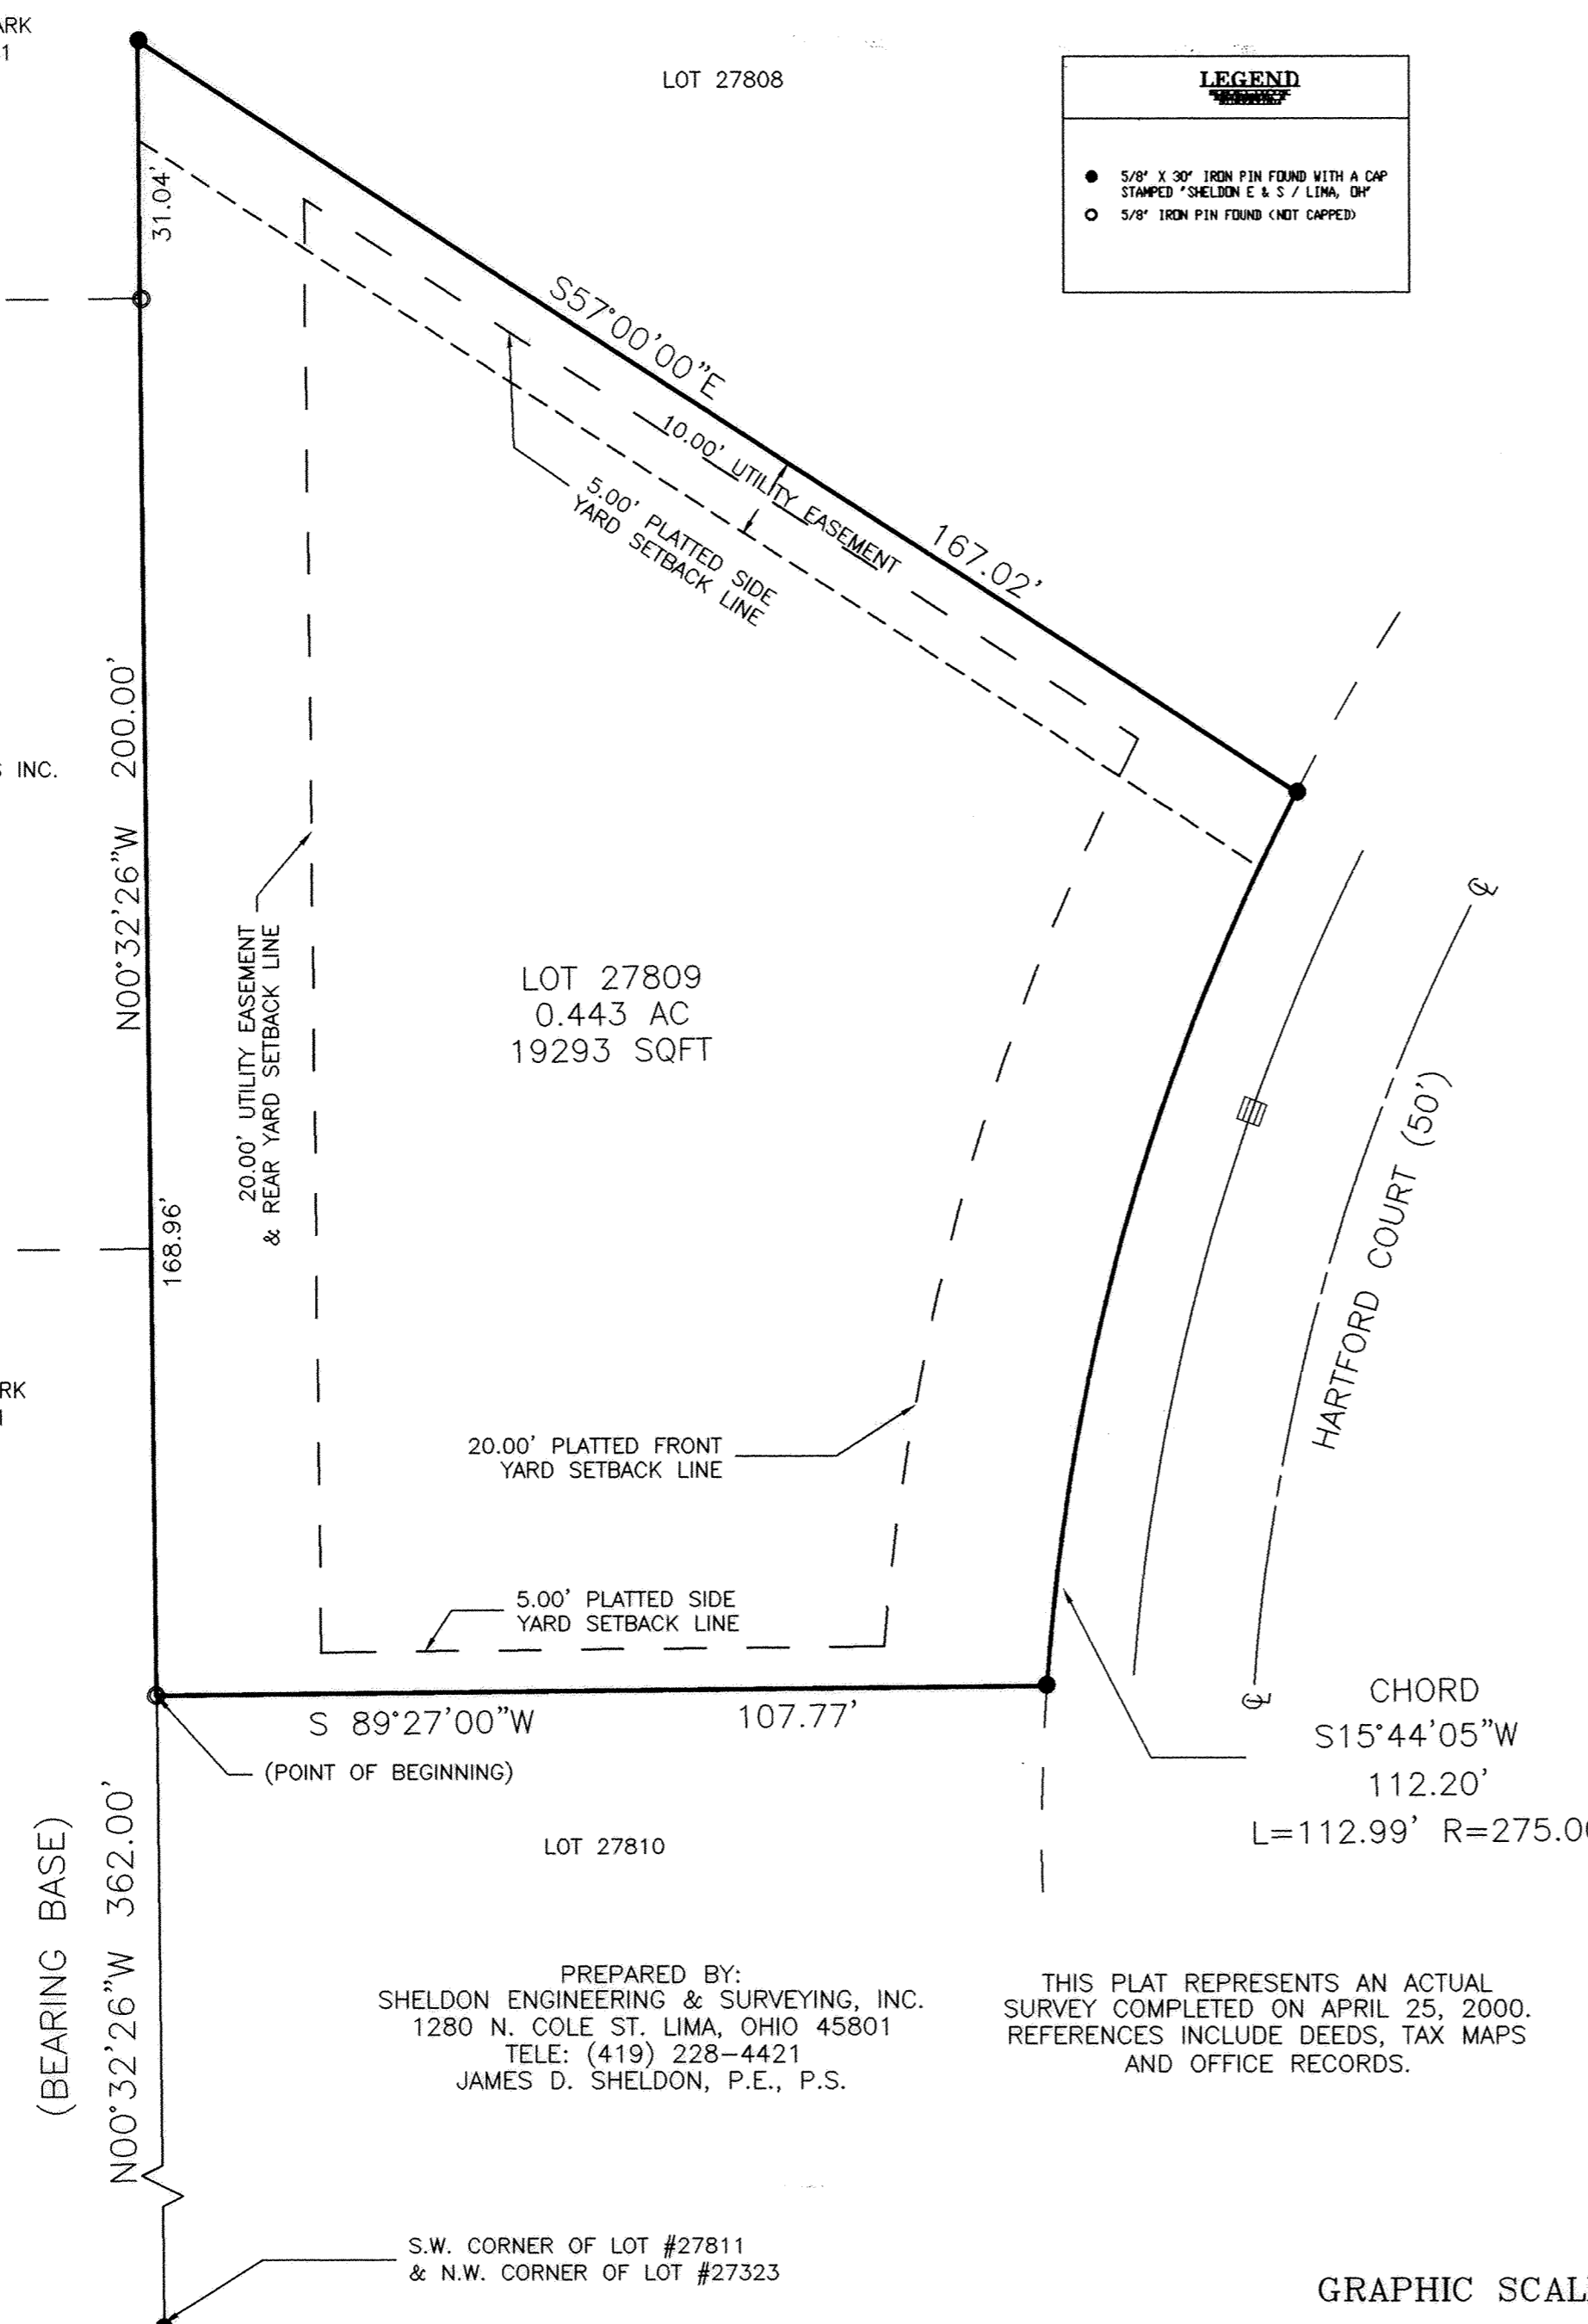 ARK
LOT 27808
LEGEND
5/8" X 30" IRON PIN FOUND WITH A CAP
STAMPED "SHELDON E & S / LIMA, OH"
5/8" IRON PIN FOUND (NOT CAPPED)
31.04'
S57°00'00"E
167.02'
10.00' UTILITY EASEMENT
5.00' PLATTED SIDE
YARD SETBACK LINE
INC.
N00°32'26"W 200.00'
20.00' UTILITY EASEMENT
& REAR YARD SETBACK LINE
LOT 27809
0.443 AC
19293 SQFT
HARTFORD COURT (50')
168.96'
RK
20.00' PLATTED FRONT
YARD SETBACK LINE
5.00' PLATTED SIDE
YARD SETBACK LINE
S 89°27'00"W 107.77'
(POINT OF BEGINNING)
CHORD
S15°44'05"W
112.20'
L=112.99' R=275.00
LOT 27810
(BEARING BASE)
N00°32'26"W 362.00'
PREPARED BY:
SHELDON ENGINEERING & SURVEYING, INC.
1280 N. COLE ST. LIMA, OHIO 45801
TELE: (419) 228-4421
JAMES D. SHELDON, P.E., P.S.
THIS PLAT REPRESENTS AN ACTUAL
SURVEY COMPLETED ON APRIL 25, 2000.
REFERENCES INCLUDE DEEDS, TAX MAPS
AND OFFICE RECORDS.
S.W. CORNER OF LOT #27811
& N.W. CORNER OF LOT #27323
GRAPHIC SCAL